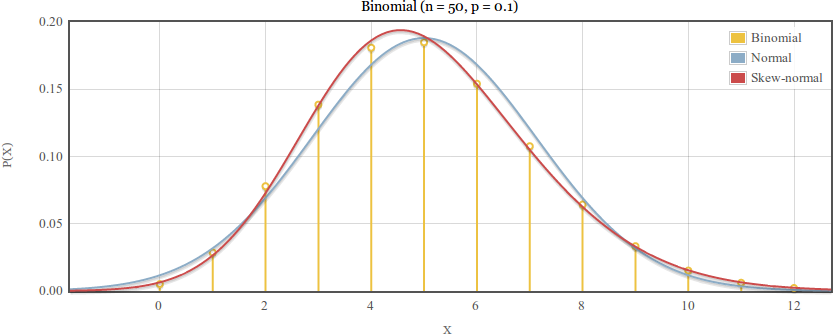 Binomial (n = 50, p = 0.1)
0.20
0.15
0.10
0.05
0.00
P(X)
Binomial
Normal
Skew-normal
0 2 4 6 8 10 12
X